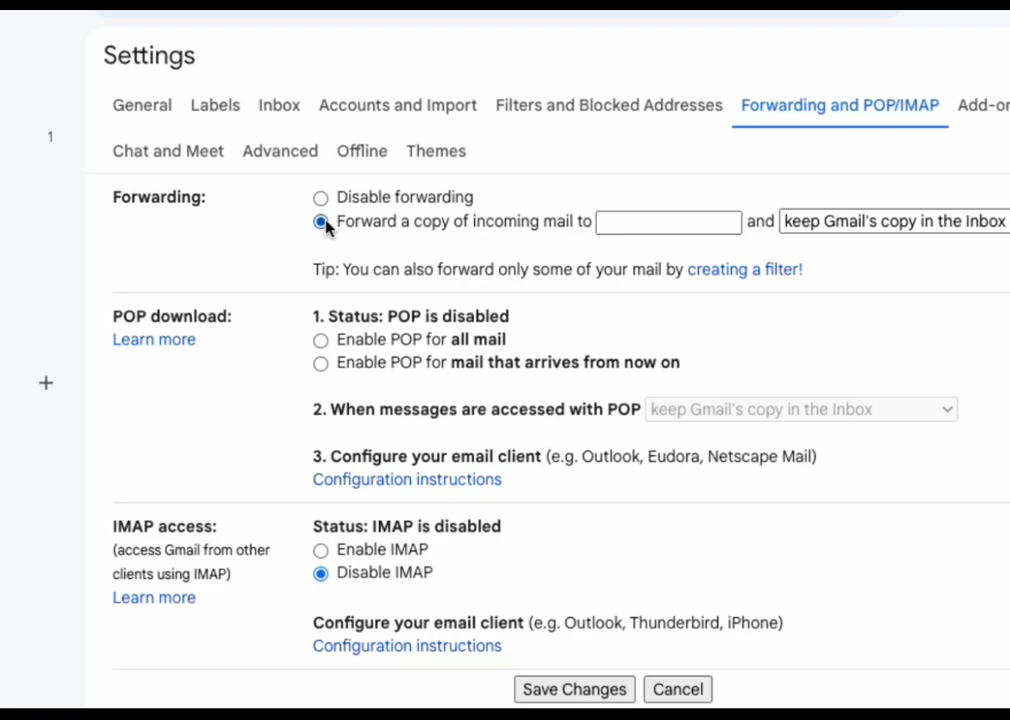 Settings
General Labels Inbox Accounts and Import Filters and Blocked Addresses Forwarding and POP/IMAP Add-or
1
Chat and Meet Advanced Offline Themes
Forwarding: Disable forwarding
Forward a copy of incoming mail to and keep Gmail's copy in the Inbox
Tip: You can also forward only some of your mail by creating a filter!
POP download: 1. Status: POP is disabled
Learn more Enable POP for all mail
Enable POP for mail that arrives from now on
2. When messages are accessed with POP keep Gmail's copy in the Inbox
3. Configure your email client (e.g. Outlook, Eudora, Netscape Mail)
Configuration instructions
IMAP access: Status: IMAP is disabled
(access Gmail from other Enable IMAP
clients using IMAP) Disable IMAP
Learn more
Configure your email client (e.g. Outlook, Thunderbird, iPhone)
Configuration instructions
Save Changes Cancel